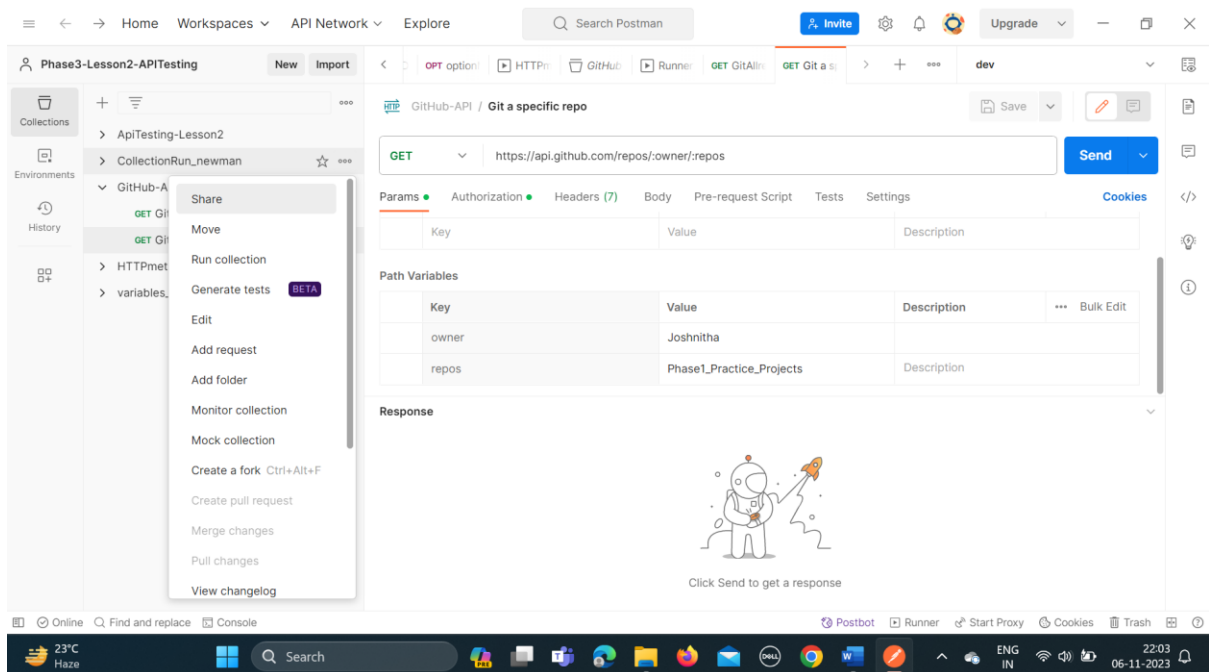 Home Workspaces API Network Explore Search Postman Invite Upgrade
Phase3-Lesson2-APITesting New Import OPT option HTTPm GitHub Runner GET GitAllre GET Git a sp dev
Collections
Environments
History
ApiTesting-Lesson2
CollectionRun_newman
GitHub-A
GET Git
GET Git
HTTPmet
variables_
Share
Move
Run collection
Generate tests BETA
Edit
Add request
Add folder
Monitor collection
Mock collection
Create a fork Ctrl+Alt+F
Create pull request
Merge changes
Pull changes
View changelog
HTTP GitHub-API / Git a specific repo Save
GET https://api.github.com/repos/:owner/:repos Send
Params Authorization Headers (7) Body Pre-request Script Tests Settings Cookies
Key Value Description
Path Variables
Key Value Description Bulk Edit
owner Joshnitha
repos Phase1_Practice_Projects Description
Response
Click Send to get a response
Online Find and replace Console Postbot Runner Start Proxy Cookies Trash
23°C
Haze
Search
PRE
DELL
ENG
IN
22:03
06-11-2023